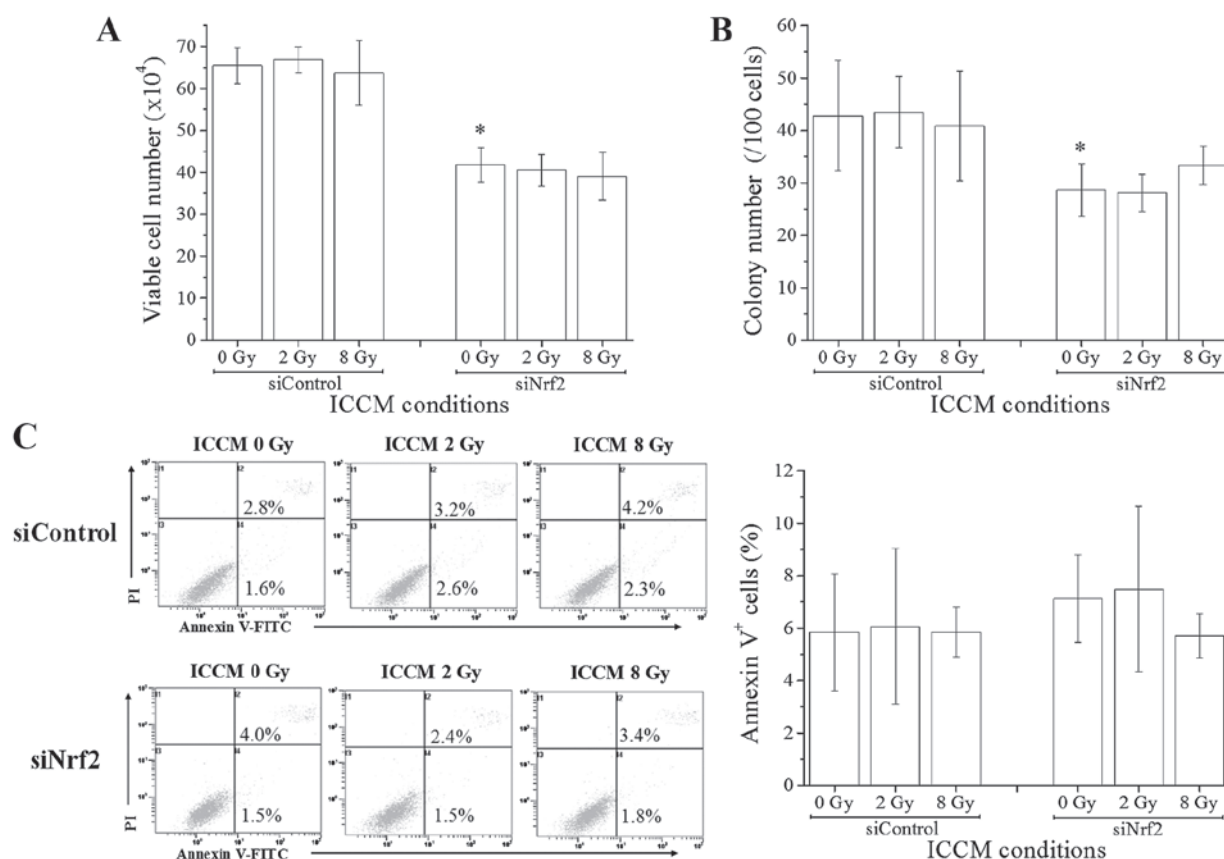 A
Viable cell number (x10⁴)
70
60
50
40
30
20
10
0
*
0 Gy 2 Gy 8 Gy 0 Gy 2 Gy 8 Gy
siControl siNrf2
ICCM conditions
B
Colony number (/100 cells)
60
50
40
30
20
10
0
*
0 Gy 2 Gy 8 Gy 0 Gy 2 Gy 8 Gy
siControl siNrf2
ICCM conditions
C
ICCM 0 Gy ICCM 2 Gy ICCM 8 Gy
siControl
2.8% 3.2% 4.2%
1.6% 2.6% 2.3%
PI
Annexin V-FITC
ICCM 0 Gy ICCM 2 Gy ICCM 8 Gy
siNrf2
4.0% 2.4% 3.4%
1.5% 1.5% 1.8%
PI
Annexin V-FITC
Annexin V⁺ cells (%)
12
10
8
6
4
2
0
0 Gy 2 Gy 8 Gy 0 Gy 2 Gy 8 Gy
siControl siNrf2
ICCM conditions